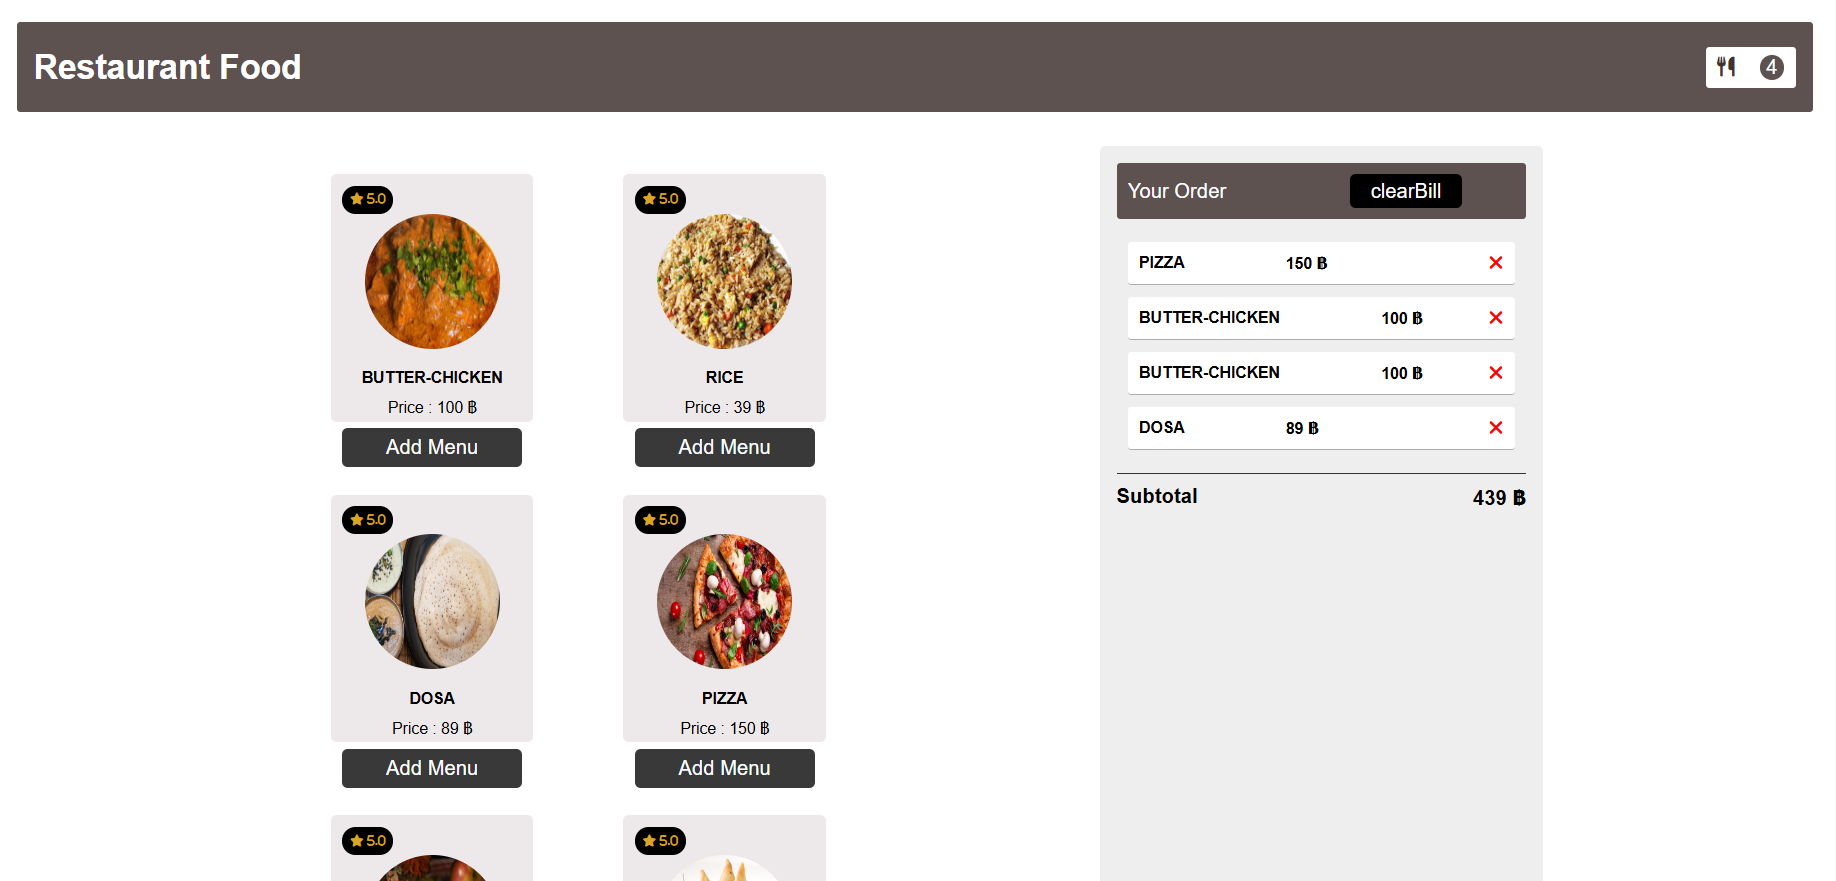 Restaurant Food
4
5.0
BUTTER-CHICKEN
Price : 100 ฿
Add Menu
5.0
RICE
Price : 39 ฿
Add Menu
5.0
DOSA
Price : 89 ฿
Add Menu
5.0
PIZZA
Price : 150 ฿
Add Menu
5.0
5.0
Your Order clearBill
PIZZA 150 ฿
BUTTER-CHICKEN 100 ฿
BUTTER-CHICKEN 100 ฿
DOSA 89 ฿
Subtotal 439 ฿